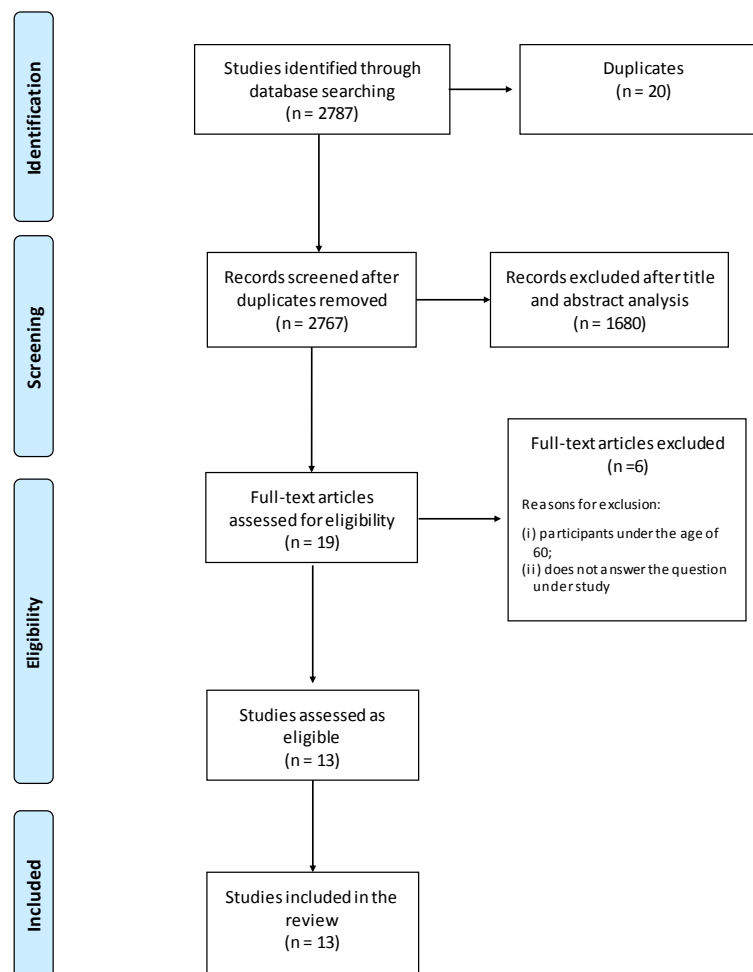 Identification
Studies identified through
database searching
(n = 2787)
Duplicates
(n = 20)
Screening
Records screened after
duplicates removed
(n = 2767)
Records excluded after title
and abstract analysis
(n = 1680)
Eligibility
Full-text articles
assessed for eligibility
(n = 19)
Full-text articles excluded
(n =6)
Reasons for exclusion:
(i) participants under the age of
60;
(ii) does not answer the question
under study
Studies assessed as
eligible
(n = 13)
Included
Studies included in the
review
(n = 13)